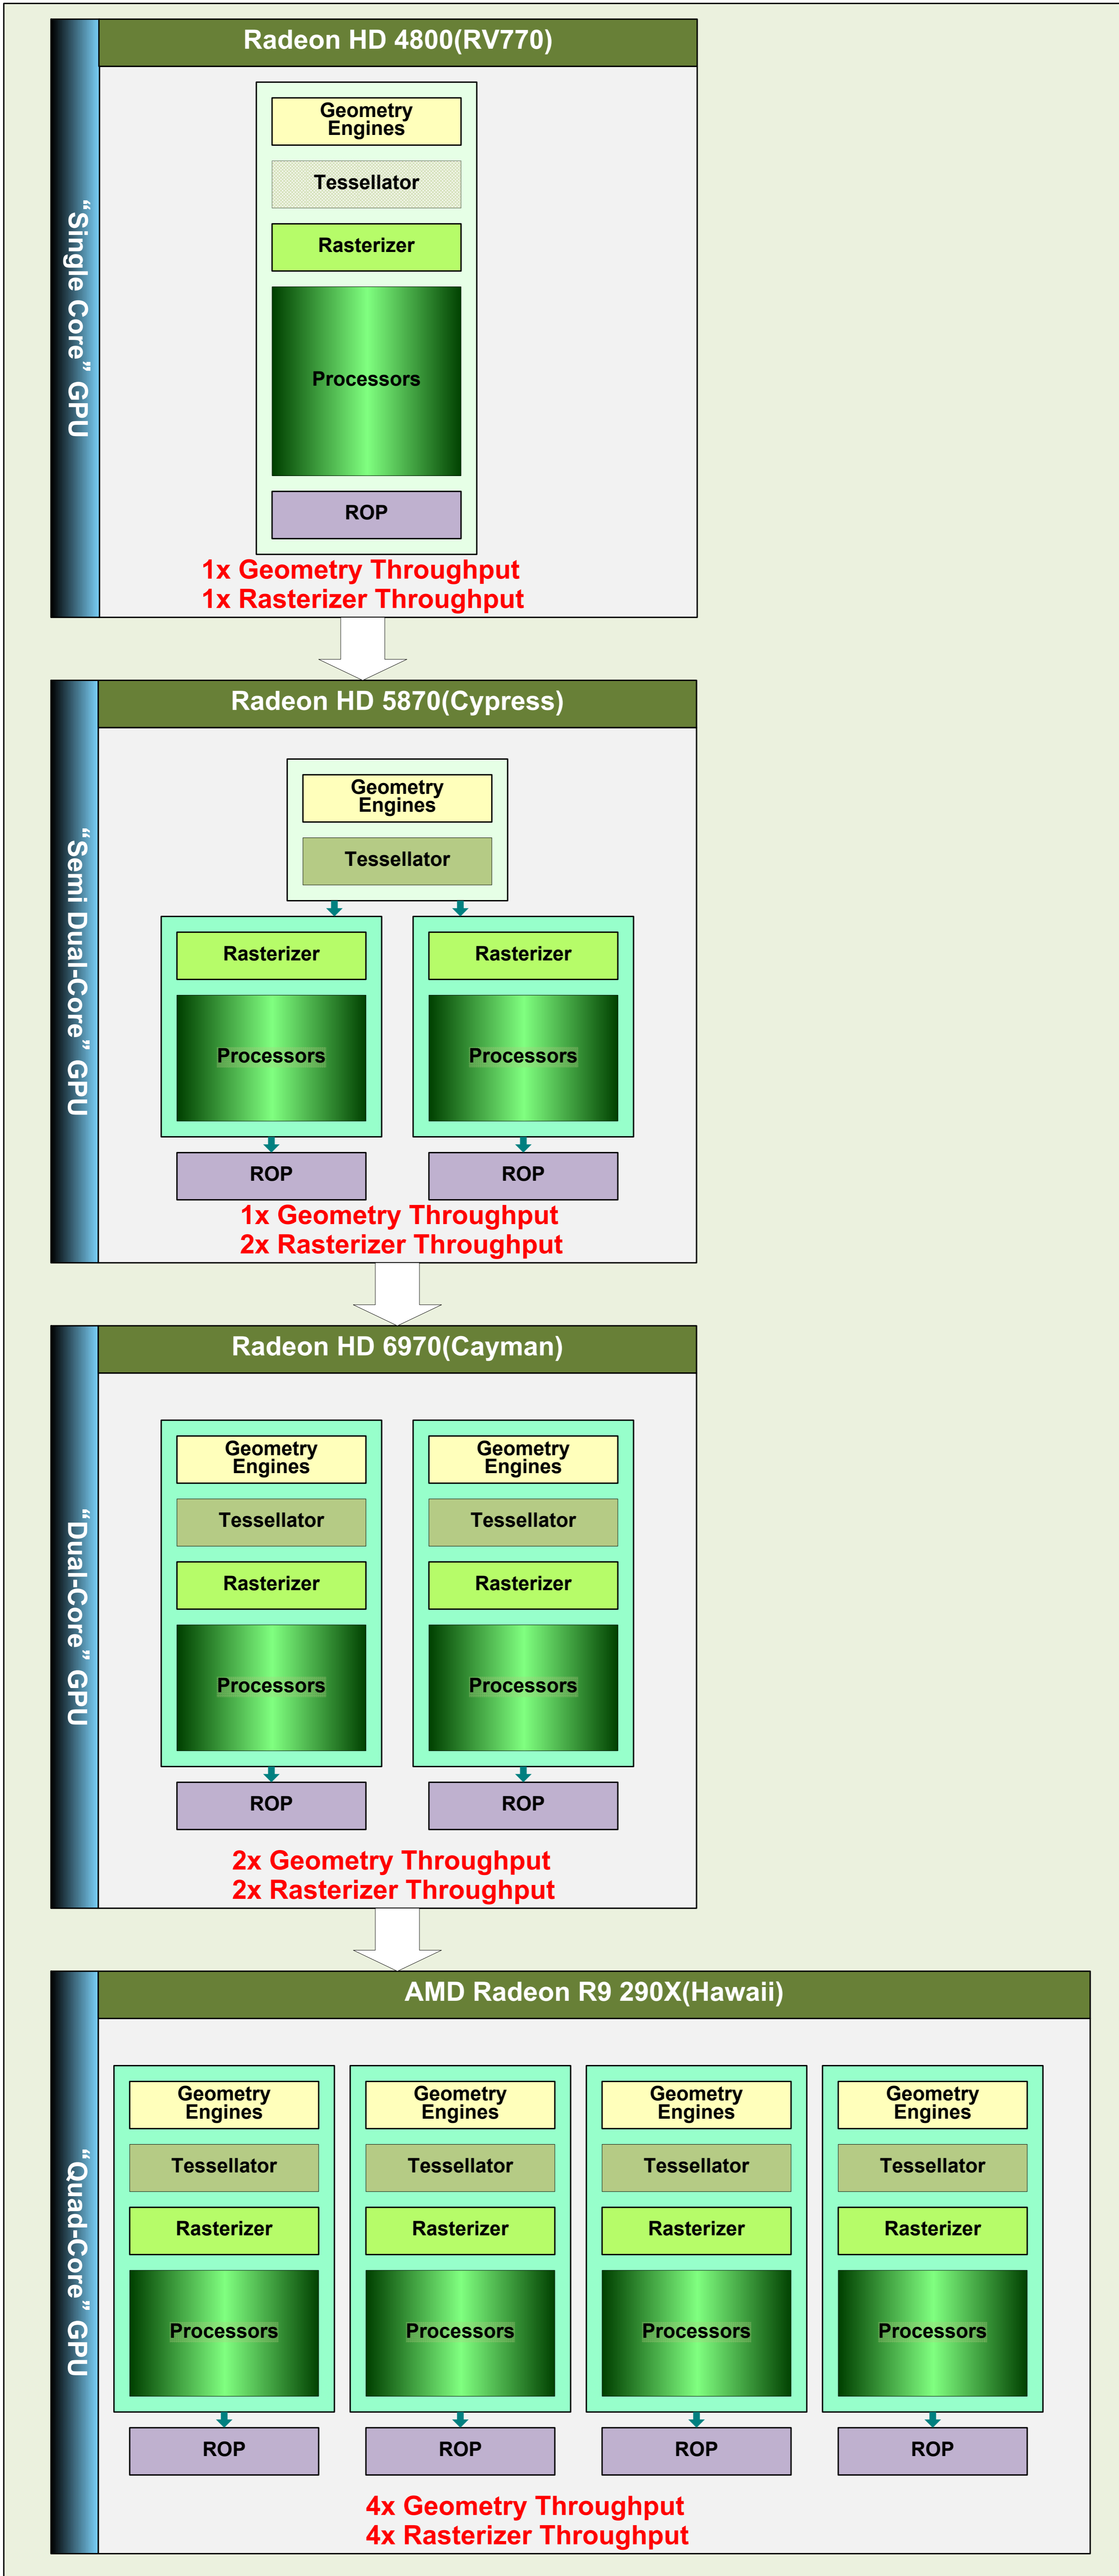 Radeon HD 4800(RV770)
“Single Core” GPU
Geometry
Engines
Tessellator
Rasterizer
Processors
ROP
1x Geometry Throughput
1x Rasterizer Throughput
Radeon HD 5870(Cypress)
“Semi Dual-Core” GPU
Geometry
Engines
Tessellator
Rasterizer
Rasterizer
Processors
Processors
ROP
ROP
1x Geometry Throughput
2x Rasterizer Throughput
Radeon HD 6970(Cayman)
“Dual-Core” GPU
Geometry
Engines
Geometry
Engines
Tessellator
Tessellator
Rasterizer
Rasterizer
Processors
Processors
ROP
ROP
2x Geometry Throughput
2x Rasterizer Throughput
AMD Radeon R9 290X(Hawaii)
“Quad-Core” GPU
Geometry
Engines
Geometry
Engines
Geometry
Engines
Geometry
Engines
Tessellator
Tessellator
Tessellator
Tessellator
Rasterizer
Rasterizer
Rasterizer
Rasterizer
Processors
Processors
Processors
Processors
ROP
ROP
ROP
ROP
4x Geometry Throughput
4x Rasterizer Throughput